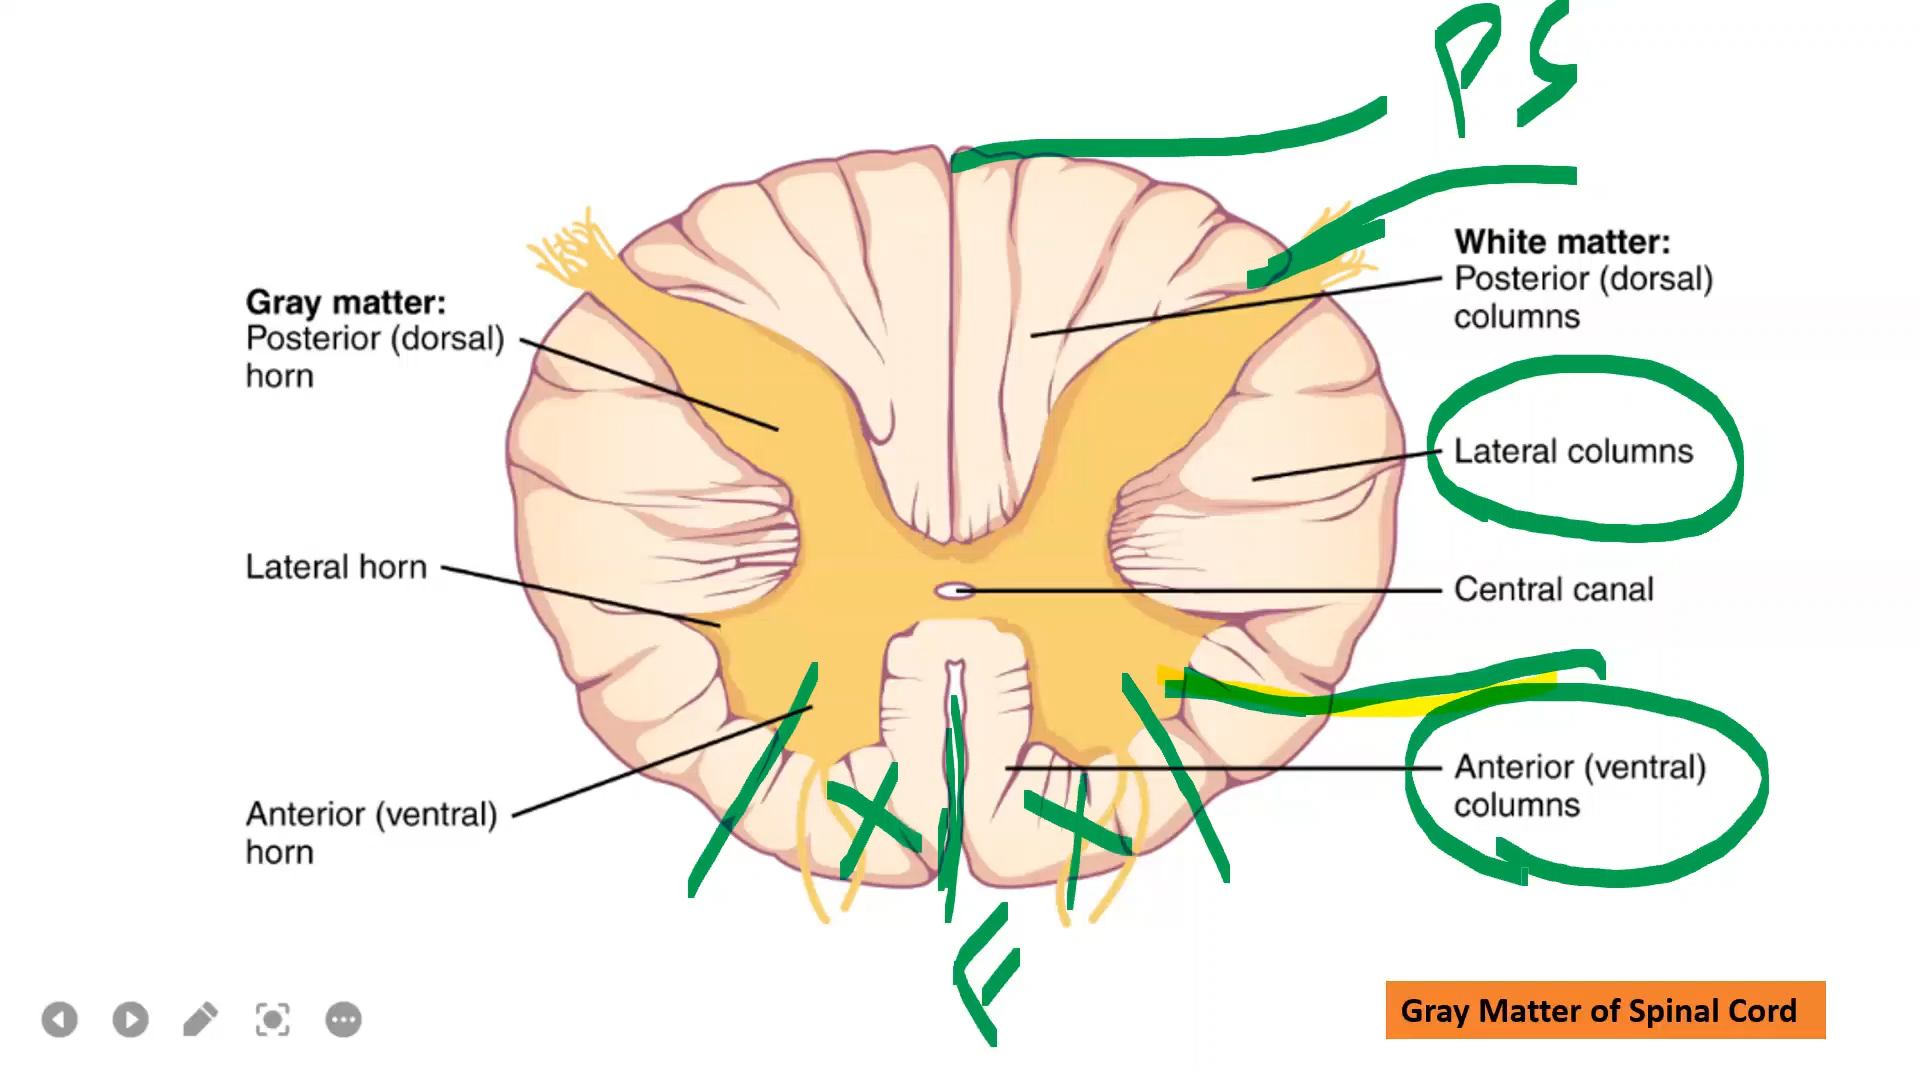 PS
Gray matter:
Posterior (dorsal)
horn
Lateral horn
Anterior (ventral)
horn
White matter:
Posterior (dorsal)
columns
Lateral columns
Central canal
Anterior (ventral)
columns
F
Gray Matter of Spinal Cord